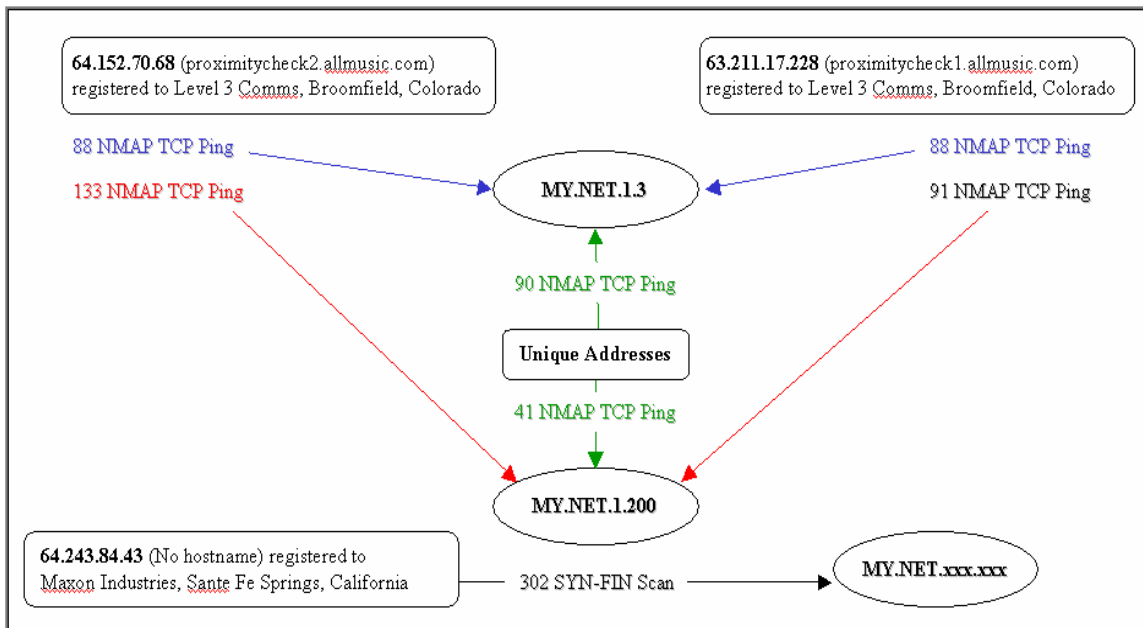 64.152.70.68 (proximitycheck2.allmusic.com)
registered to Level 3 Comms, Broomfield, Colorado
63.211.17.228 (proximitycheck1.allmusic.com)
registered to Level 3 Comms, Broomfield, Colorado
88 NMAP TCP Ping
88 NMAP TCP Ping
133 NMAP TCP Ping
MY.NET.1.3
91 NMAP TCP Ping
90 NMAP TCP Ping
Unique Addresses
41 NMAP TCP Ping
MY.NET.1.200
64.243.84.43 (No hostname) registered to
Maxon Industries, Sante Fe Springs, California
302 SYN-FIN Scan
MY.NET.xxx.xxx